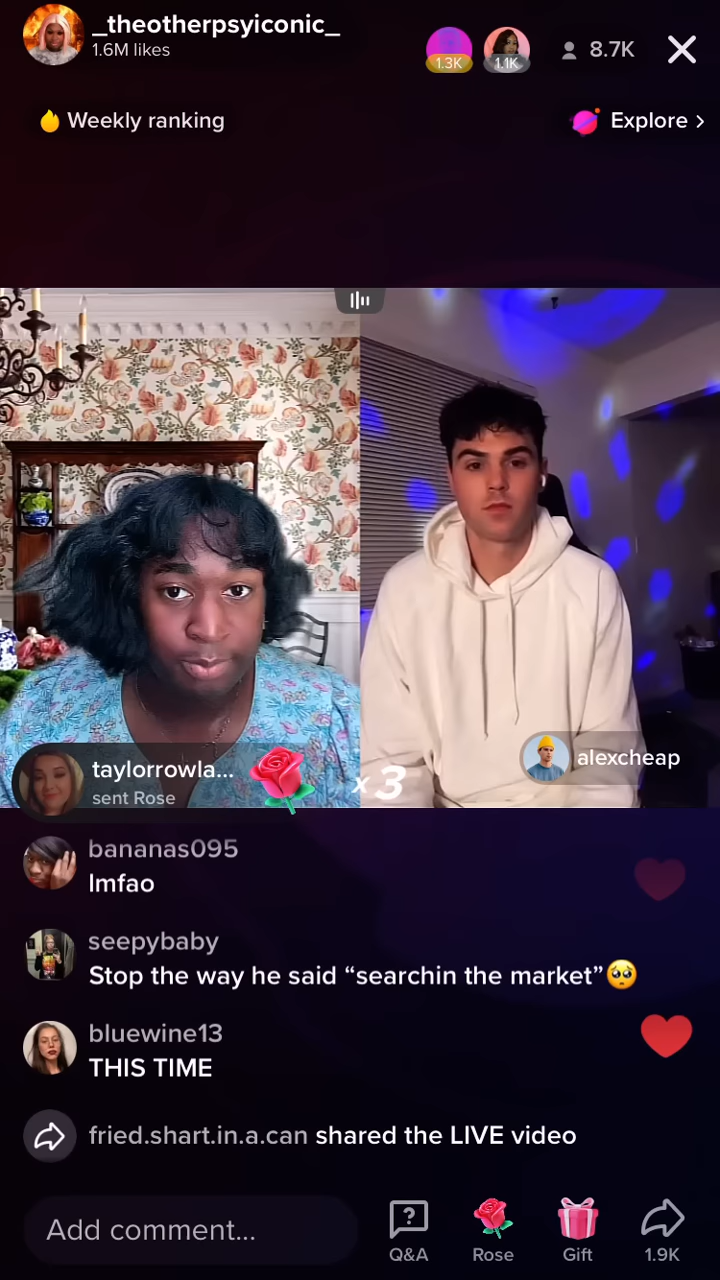 _theotherpsyiconic_
1.6M likes
1.3K
1.1K
8.7K
Weekly ranking
Explore >
taylorrowla...
sent Rose
x 3
alexcheap
bananas095
lmfao
seepybaby
Stop the way he said “searchin the market”🥺
bluewine13
THIS TIME
fried.shart.in.a.can shared the LIVE video
Add comment...
Q&A
Rose
Gift
1.9K